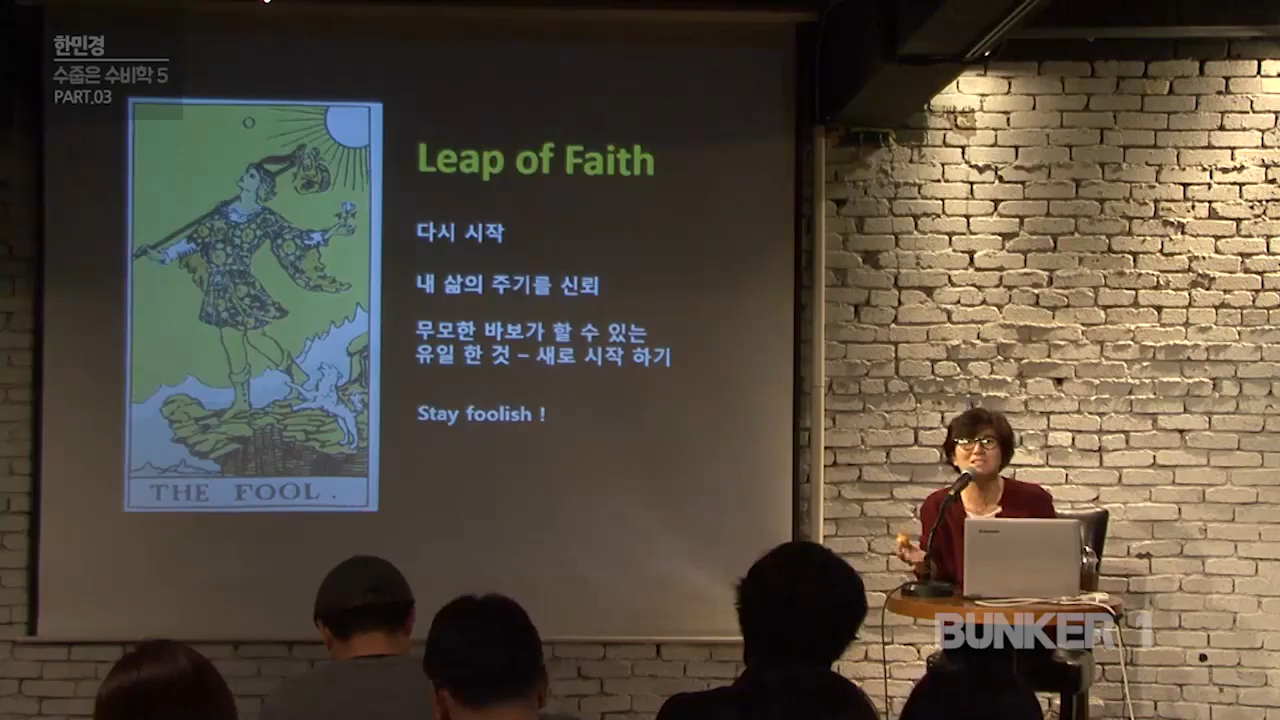 한민경
수줍은 수비학 5
PART.03
Leap of Faith
다시 시작
내 삶의 주기를 신뢰
무모한 바보가 할 수 있는
유일 한 것 – 새로 시작 하기
Stay foolish !
THE FOOL.
BUNKER 1